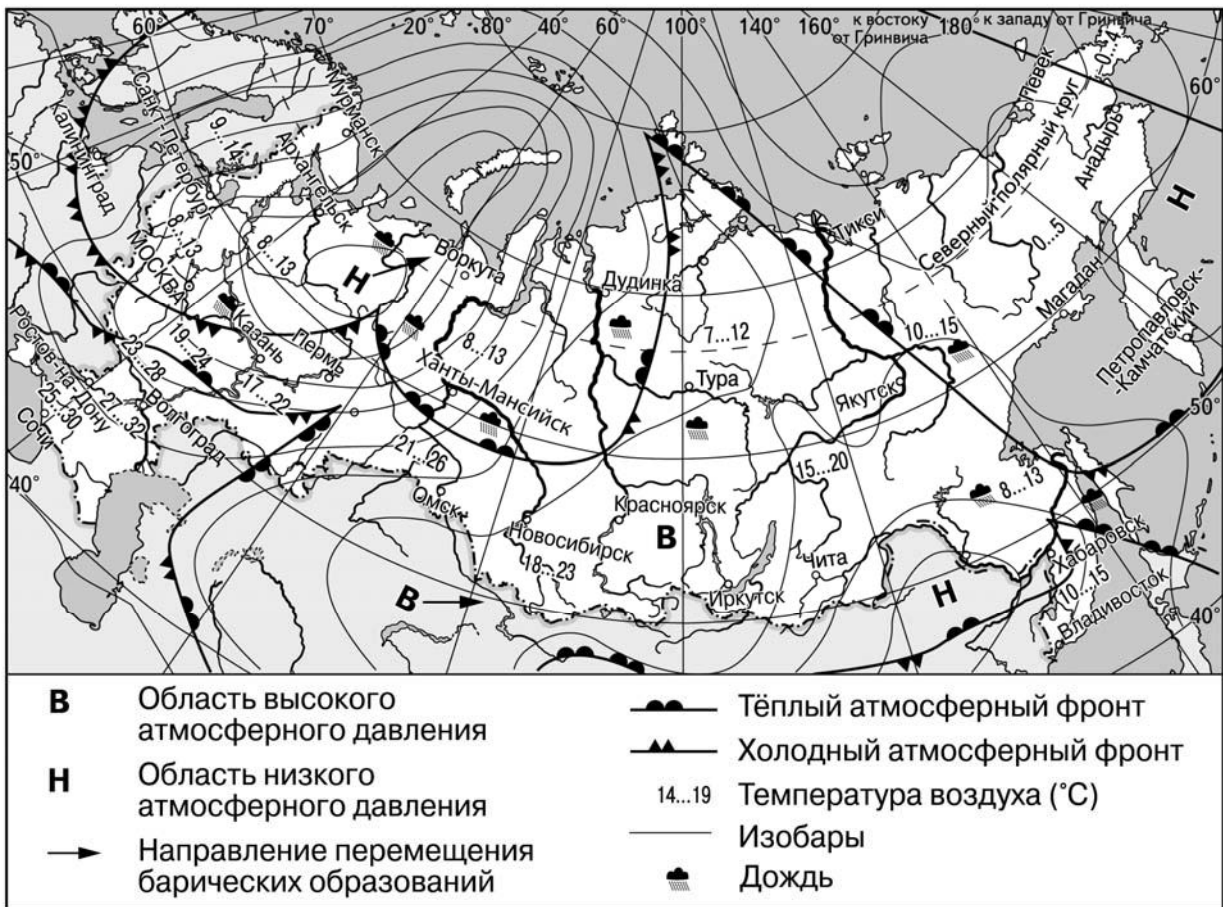 60°
70°
20°
80°
40°
60°
100°
120°
140°
160°
к востоку
от Гринвича
180°
к западу от Гринвича
60°
50°
40°
50°
40°
Мурманск
Санкт-Петербург
Калининград
Архангельск
9...14
8...13
8...13
МОСКВА
Н
Воркута
Дудинка
Тикси
Северный полярный круг
Певек
0...4
Анадырь
Н
0...5
Магадан
Петропавловск-
-Камчатский
Казань
Пермь
19...24
17...22
23...28
Ростов-на-Дону
25...30
27...32
Волгоград
Сочи
8...13
Ханты-Мансийск
7...12
Тура
10...15
Якутск
21...26
Омск
Новосибирск
18...23
Красноярск
В
15...20
8...13
Иркутск
Чита
В
Н
Хабаровск
10...15
Владивосток
В
Область высокого
атмосферного давления
Н
Область низкого
атмосферного давления
Направление перемещения
барических образований
Тёплый атмосферный фронт
Холодный атмосферный фронт
14...19
Температура воздуха (°С)
Изобары
Дождь